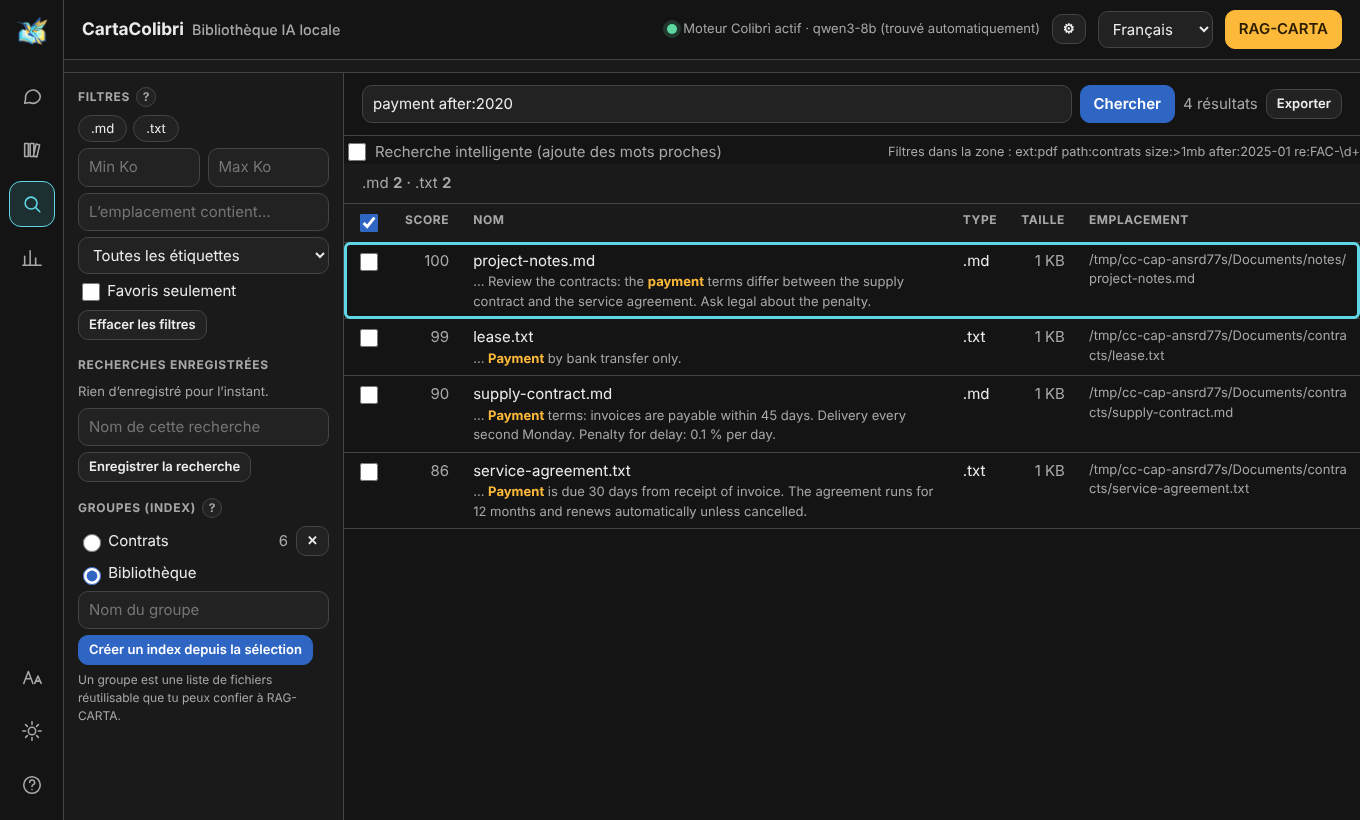 CartaColibri Bibliothèque IA locale
Moteur Colibrì actif · qwen3-8b (trouvé automatiquement)
Français
RAG-CARTA
FILTRES ?
.md .txt
Min Ko Max Ko
L’emplacement contient…
Toutes les étiquettes
Favoris seulement
Effacer les filtres
RECHERCHES ENREGISTRÉES
Rien d’enregistré pour l’instant.
Nom de cette recherche
Enregistrer la recherche
GROUPES (INDEX) ?
Contrats 6 ✕
Bibliothèque
Nom du groupe
Créer un index depuis la sélection
Un groupe est une liste de fichiers
réutilisable que tu peux confier à RAG-
CARTA.
payment after:2020
Chercher
4 résultats
Exporter
Recherche intelligente (ajoute des mots proches)
Filtres dans la zone : ext:pdf path:contrats size:>1mb after:2025-01 re:FAC-\d+
.md 2 · .txt 2
SCORE NOM TYPE TAILLE EMPLACEMENT
100 project-notes.md .md 1 KB /tmp/cc-cap-ansrd77s/Documents/notes/
project-notes.md
... Review the contracts: the payment terms differ between the supply
contract and the service agreement. Ask legal about the penalty.
99 lease.txt .txt 1 KB /tmp/cc-cap-ansrd77s/Documents/contra
cts/lease.txt
... Payment by bank transfer only.
90 supply-contract.md .md 1 KB /tmp/cc-cap-ansrd77s/Documents/contra
cts/supply-contract.md
... Payment terms: invoices are payable within 45 days. Delivery every
second Monday. Penalty for delay: 0.1 % per day.
86 service-agreement.txt .txt 1 KB /tmp/cc-cap-ansrd77s/Documents/contra
cts/service-agreement.txt
... Payment is due 30 days from receipt of invoice. The agreement runs for
12 months and renews automatically unless cancelled.
AA
?